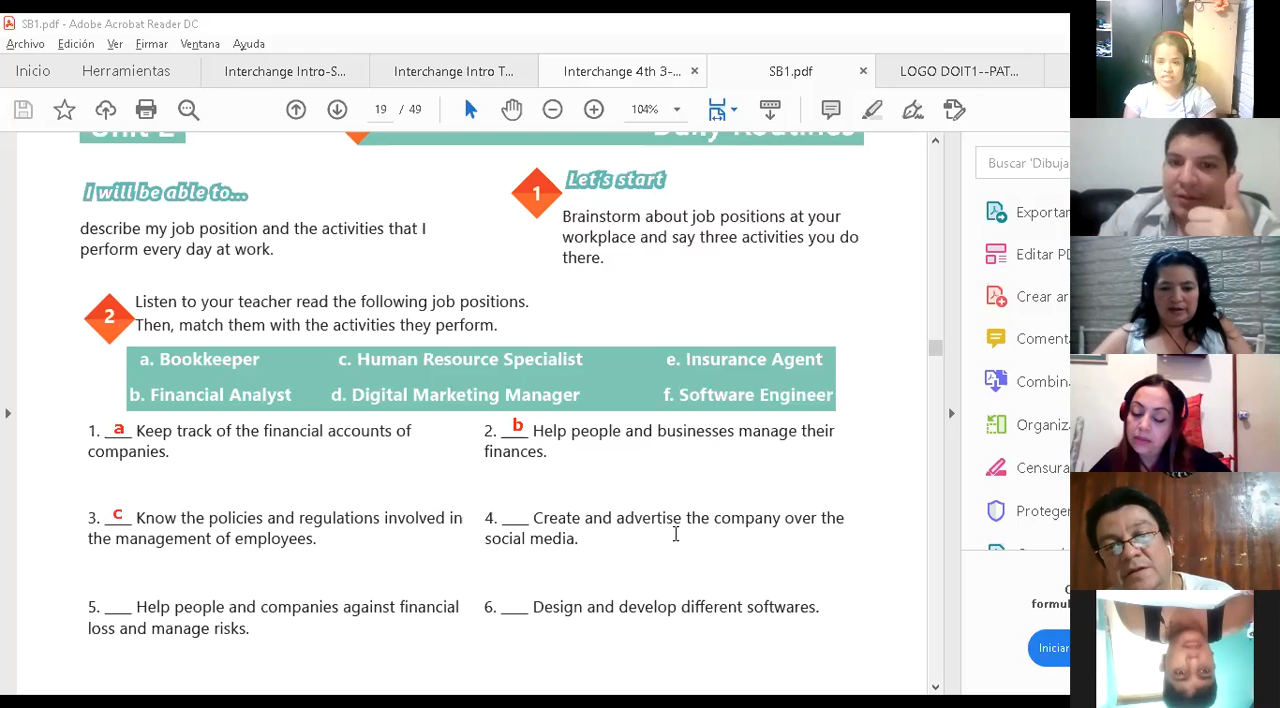 SB1.pdf - Adobe Acrobat Reader DC
Archivo Edición Ver Firmar Ventana Ayuda
Inicio Herramientas Interchange Intro-S... Interchange Intro T... Interchange 4th 3-... × SB1.pdf × LOGO DOIT1--PAT...
19 / 49 104%
Unit 2 Daily Routines
I will be able to...
describe my job position and the activities that I
perform every day at work.
1 Let's start
Brainstorm about job positions at your
workplace and say three activities you do
there.
2 Listen to your teacher read the following job positions.
Then, match them with the activities they perform.
a. Bookkeeper c. Human Resource Specialist e. Insurance Agent
b. Financial Analyst d. Digital Marketing Manager f. Software Engineer
1. a Keep track of the financial accounts of
companies.
2. b Help people and businesses manage their
finances.
3. c Know the policies and regulations involved in
the management of employees.
4. ___ Create and advertise the company over the
social media.
5. ___ Help people and companies against financial
loss and manage risks.
6. ___ Design and develop different softwares.
Buscar 'Dibuja
Exportar
Editar PD
Crear ar
Coment
Combin
Organiz
Censura
Proteger
formu
Iniciar